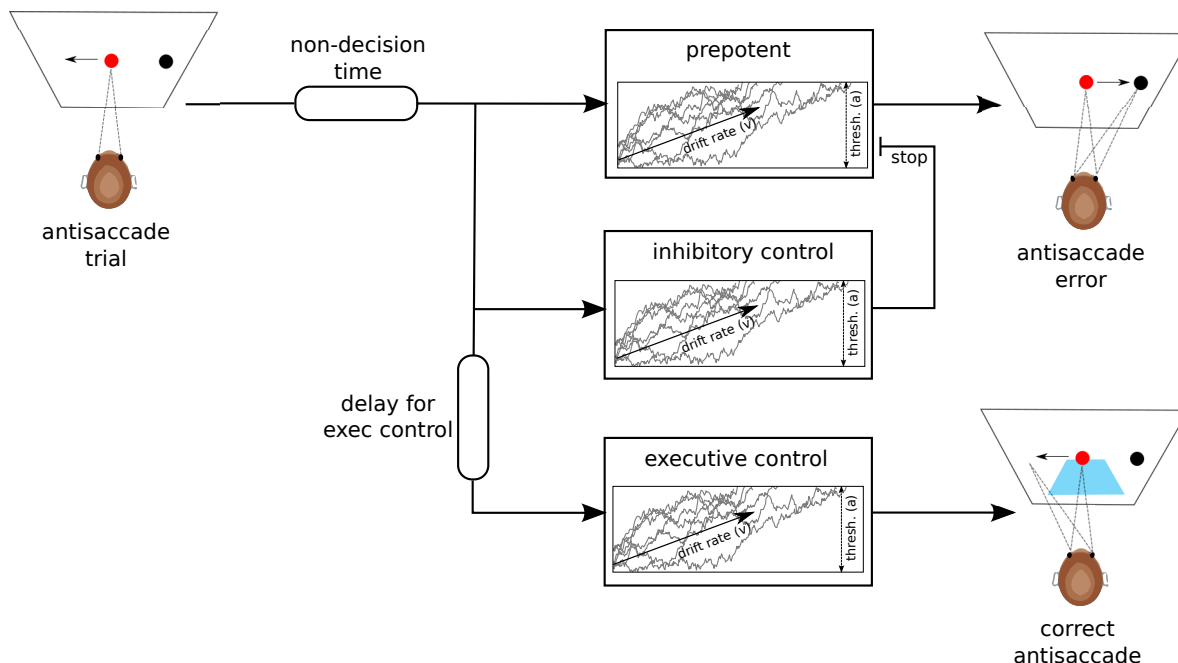 non-decision
time
antisaccade
trial
prepotent
drift rate (v)
thresh. (a)
stop
antisaccade
error
inhibitory control
drift rate (v)
thresh. (a)
delay for
exec control
executive control
drift rate (v)
thresh. (a)
correct
antisaccade